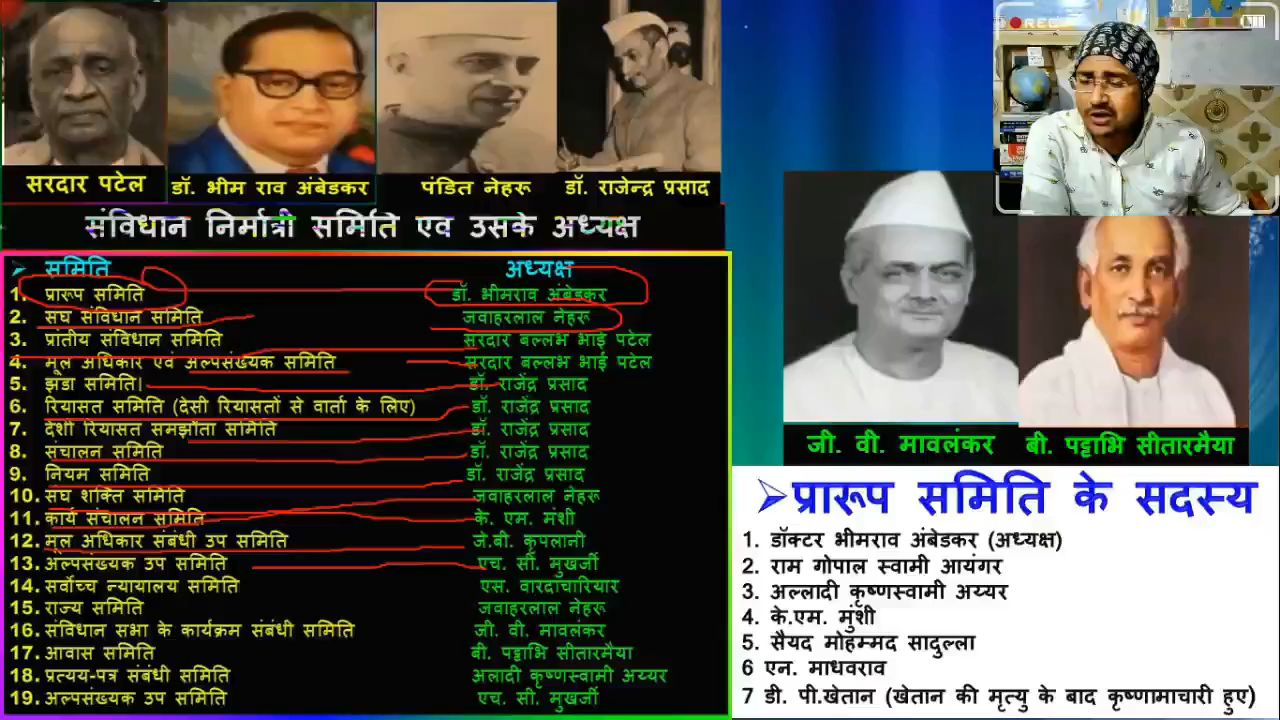 REC
सरदार पटेल
डॉ. भीम राव अंबेडकर
पंडित नेहरू
डॉ. राजेन्द्र प्रसाद
संविधान निर्मात्री समिति एव उसके अध्यक्ष
समिति अध्यक्ष
1. प्रारूप समिति डॉ. भीमराव अंबेडकर
2. संघ संविधान समिति जवाहरलाल नेहरू
3. प्रांतीय संविधान समिति सरदार बल्लभ भाई पटेल
4. मूल अधिकार एवं अल्पसंख्यक समिति सरदार बल्लभ भाई पटेल
5. झंडा समिति। डॉ. राजेंद्र प्रसाद
6. रियासत समिति (देसी रियासतों से वार्ता के लिए) डॉ. राजेंद्र प्रसाद
7. देशी रियासत समझौता समिति डॉ. राजेंद्र प्रसाद
8. संचालन समिति डॉ. राजेंद्र प्रसाद
9. नियम समिति डॉ. राजेंद्र प्रसाद
10. संघ शक्ति समिति जवाहरलाल नेहरू
11. कार्य संचालन समिति के. एम. मंशी
12. मूल अधिकार संबंधी उप समिति जे.बी. कृपलानी
13. अल्पसंख्यक उप समिति एच. सी. मुखर्जी
14. सर्वोच्च न्यायालय समिति एस. वारदाचारियार
15. राज्य समिति जवाहरलाल नेहरू
16. संविधान सभा के कार्यक्रम संबंधी समिति जी. वी. मावलंकर
17. आवास समिति बी. पट्टाभि सीतारमैया
18. प्रत्यय-पत्र संबंधी समिति अलादी कृष्णस्वामी अय्यर
19. अल्पसंख्यक उप समिति एच. सी. मुखर्जी
जी. वी. मावलंकर
बी. पट्टाभि सीतारमैया
प्रारूप समिति के सदस्य
1. डॉक्टर भीमराव अंबेडकर (अध्यक्ष)
2. राम गोपाल स्वामी आयंगर
3. अल्लादी कृष्णस्वामी अय्यर
4. के.एम. मुंशी
5. सैयद मोहम्मद सादुल्ला
6 एन. माधवराव
7 डी. पी.खेतान (खेतान की मृत्यु के बाद कृष्णामाचारी हुए)